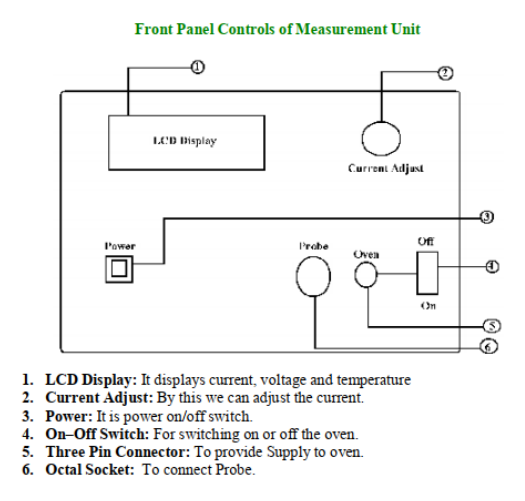 Front Panel Controls of Measurement Unit
1
2
LCD Display
Current Adjust
3
Power
Probe
Off
Oven
4
On
5
6
1. LCD Display: It displays current, voltage and temperature
2. Current Adjust: By this we can adjust the current.
3. Power: It is power on/off switch.
4. On–Off Switch: For switching on or off the oven.
5. Three Pin Connector: To provide Supply to oven.
6. Octal Socket: To connect Probe.